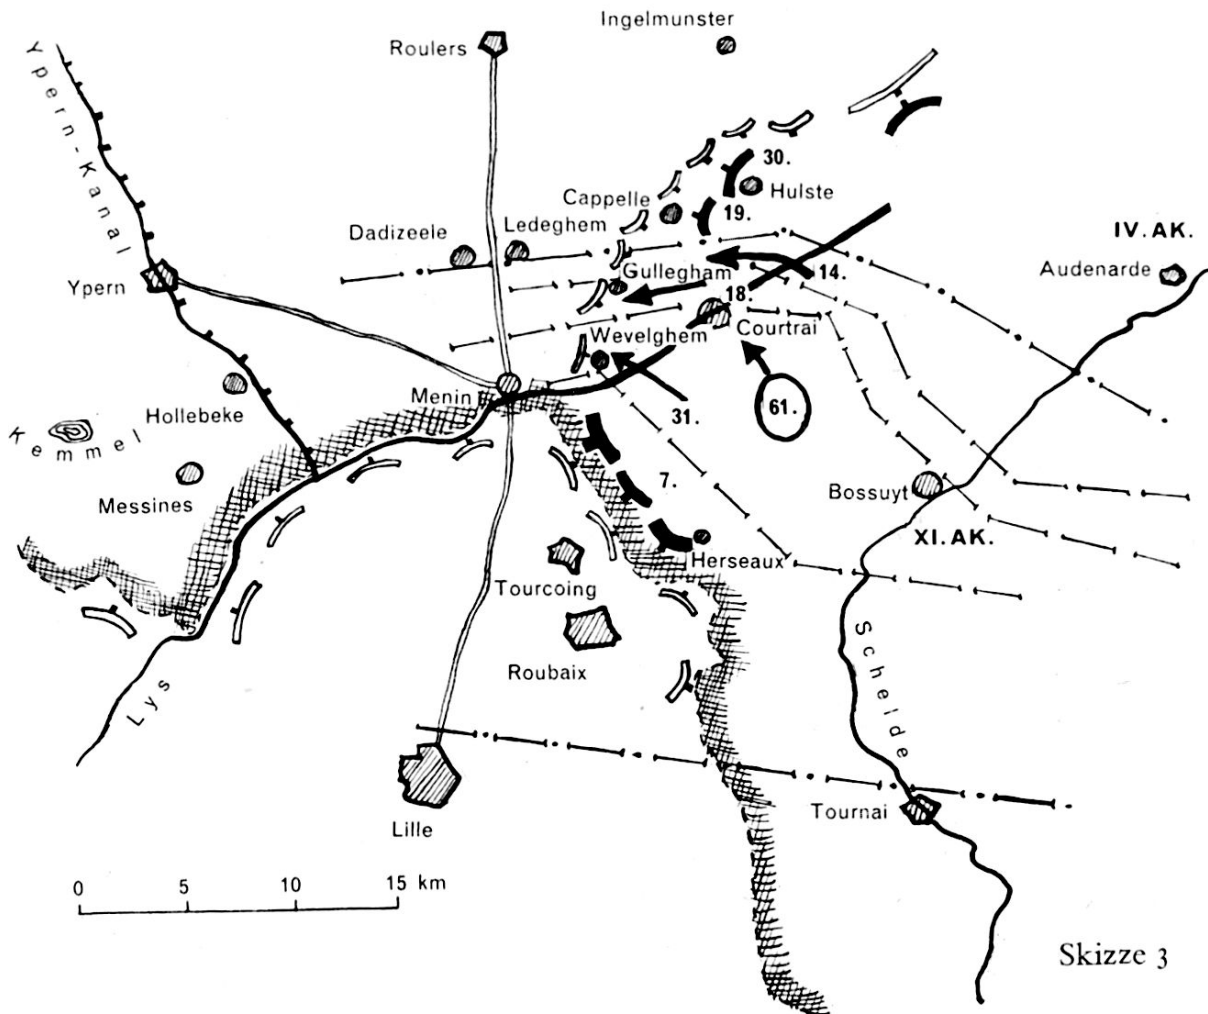 Ingelmunster
Roulers
Ypern-Kanal
30.
Hulste
Cappelle
19.
Ledeghem
Dadizeele
IV. AK.
Audenarde
Ypern
Gullegham
14.
18.
Wevelghem
Courtrai
Menin
Hollebeke
31.
61.
Kemmel
Messines
7.
Bossuyt
XI. AK.
Herseaux
Tourcoing
Roubaix
Schelde
Lys
Tournai
Lille
0 5 10 15 km
Skizze 3